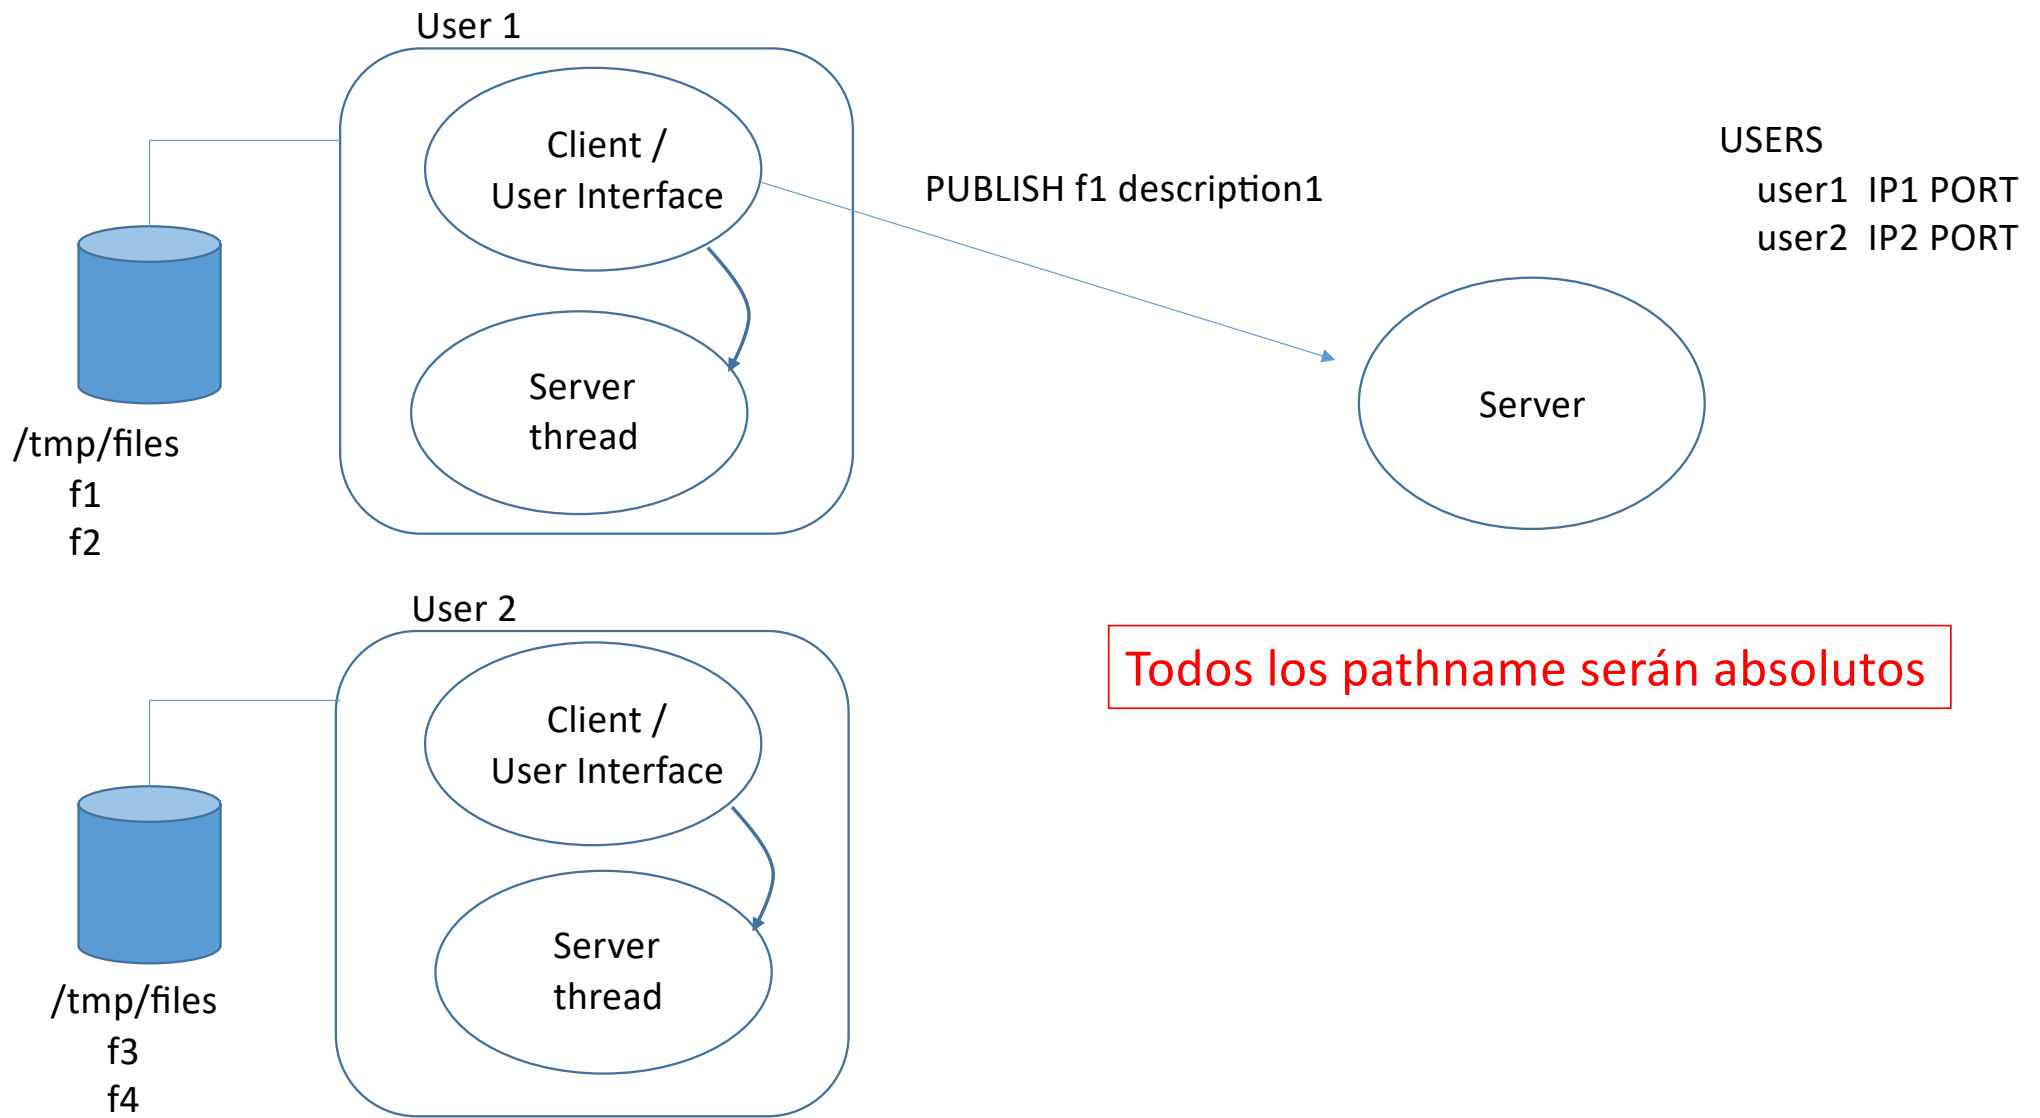 User 1
Client /
User Interface
Server
thread
/tmp/files
f1
f2
PUBLISH f1 description1
USERS
user1 IP1 PORT
user2 IP2 PORT
Server
User 2
Client /
User Interface
Server
thread
/tmp/files
f3
f4
Todos los pathname serán absolutos